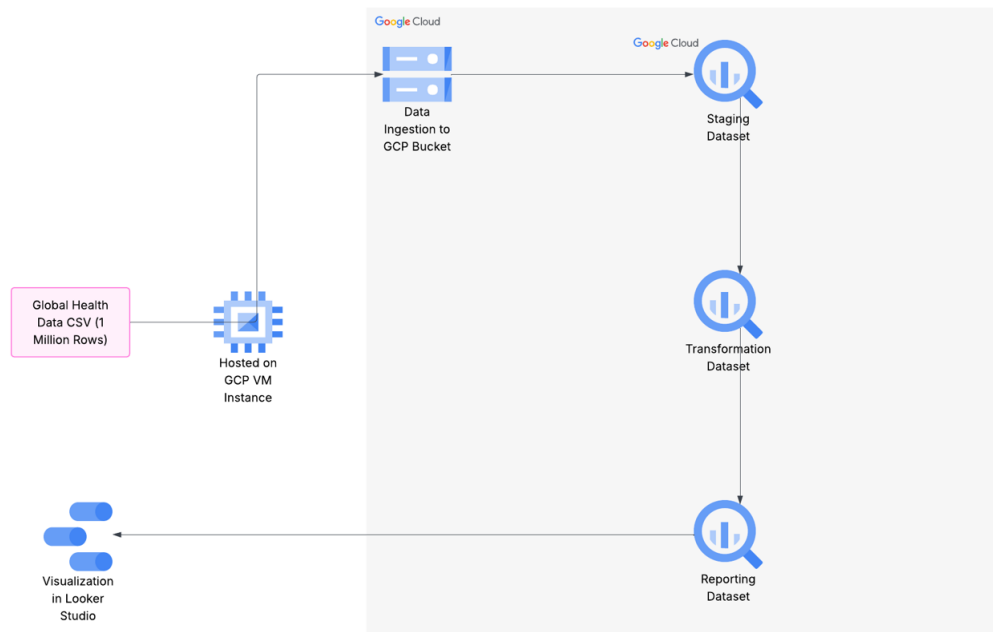 Google Cloud
Google Cloud
Data
Ingestion to
GCP Bucket
Staging
Dataset
Global Health
Data CSV (1
Million Rows)
Hosted on
GCP VM
Instance
Transformation
Dataset
Visualization
in Looker
Studio
Reporting
Dataset